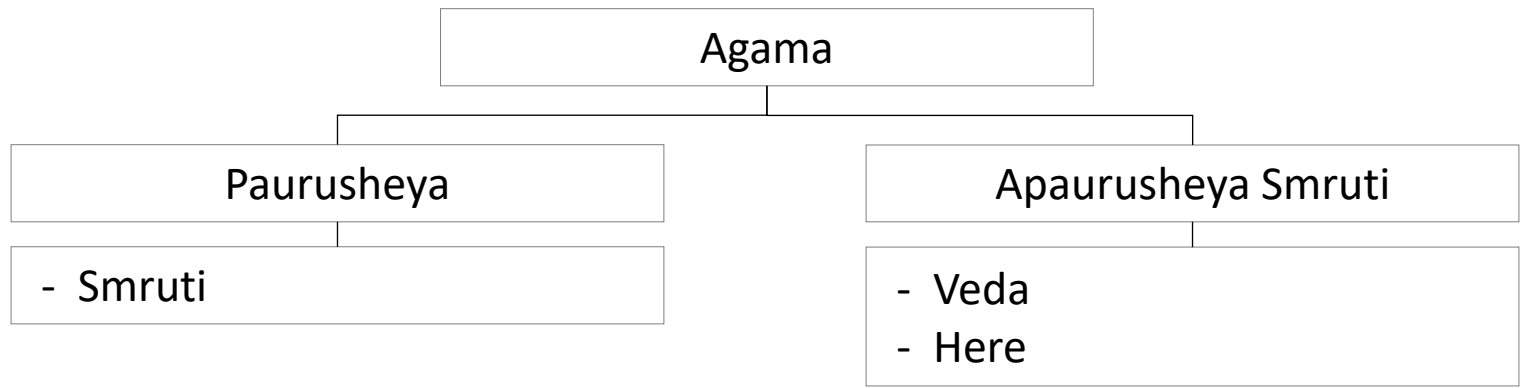 Agama
Paurusheya
Apaurusheya Smruti
- Smruti
- Veda
- Here